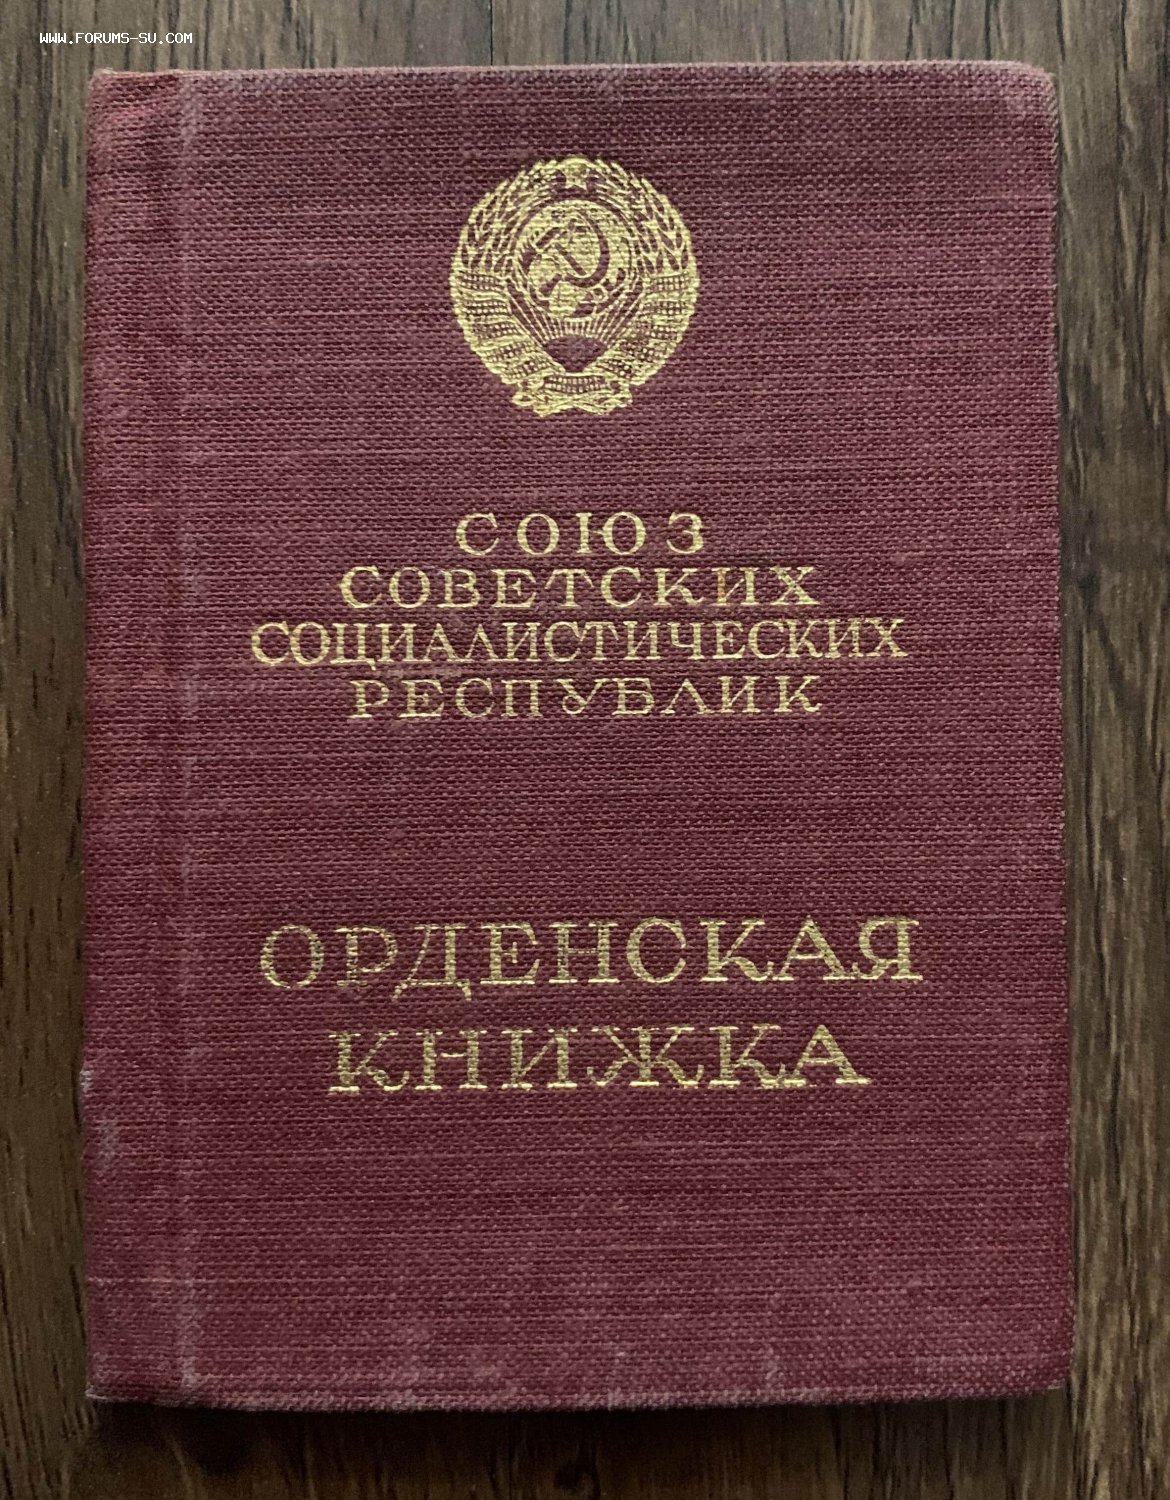 WWW.FORUMS-SU.COM
СОЮЗ
СОВЕТСКИХ
СОЦИАЛИСТИЧЕСКИХ
РЕСПУБЛИК
ОРДЕНСКАЯ
КНИЖКА